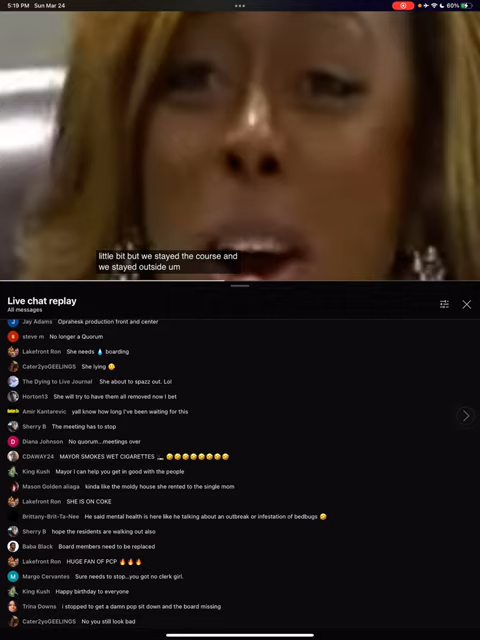 5:19 PM Sun Mar 24
60%
little bit but we stayed the course and
we stayed outside um
Live chat replay
All messages
Jay Adams Oprahesk production front and center
steve m No longer a Quorum
Lakefront Ron She needs 💧 boarding
Cater2yoGEELINGS She lying 🤥
The Dying to Live Journal She about to spazz out. Lol
Horton13 She will try to have them all removed now I bet
Amir Kantarevic yall know how long I've been waiting for this
Sherry B The meeting has to stop
Diana Johnson No quorum...meetings over
CDAWAY24 MAYOR SMOKES WET CIGARETTES 🚬 🤣🤣🤣🤣🤣🤣🤣🤣
King Kush Mayor I can help you get in good with the people
Mason Golden aliaga kinda like the moldy house she rented to the single mom
Lakefront Ron SHE IS ON COKE
Brittany-Brit-Ta-Nee He said mental health is here like he talking about an outbreak or infestation of bedbugs 🤣
Sherry B hope the residents are walking out also
Baba Black Board members need to be replaced
Lakefront Ron HUGE FAN OF PCP 🔥🔥🔥
Margo Cervantes Sure needs to stop...you got no clerk girl.
King Kush Happy birthday to everyone
Trina Downs i stopped to get a damn pop sit down and the board missing
Cater2yoGEELINGS No you still look bad